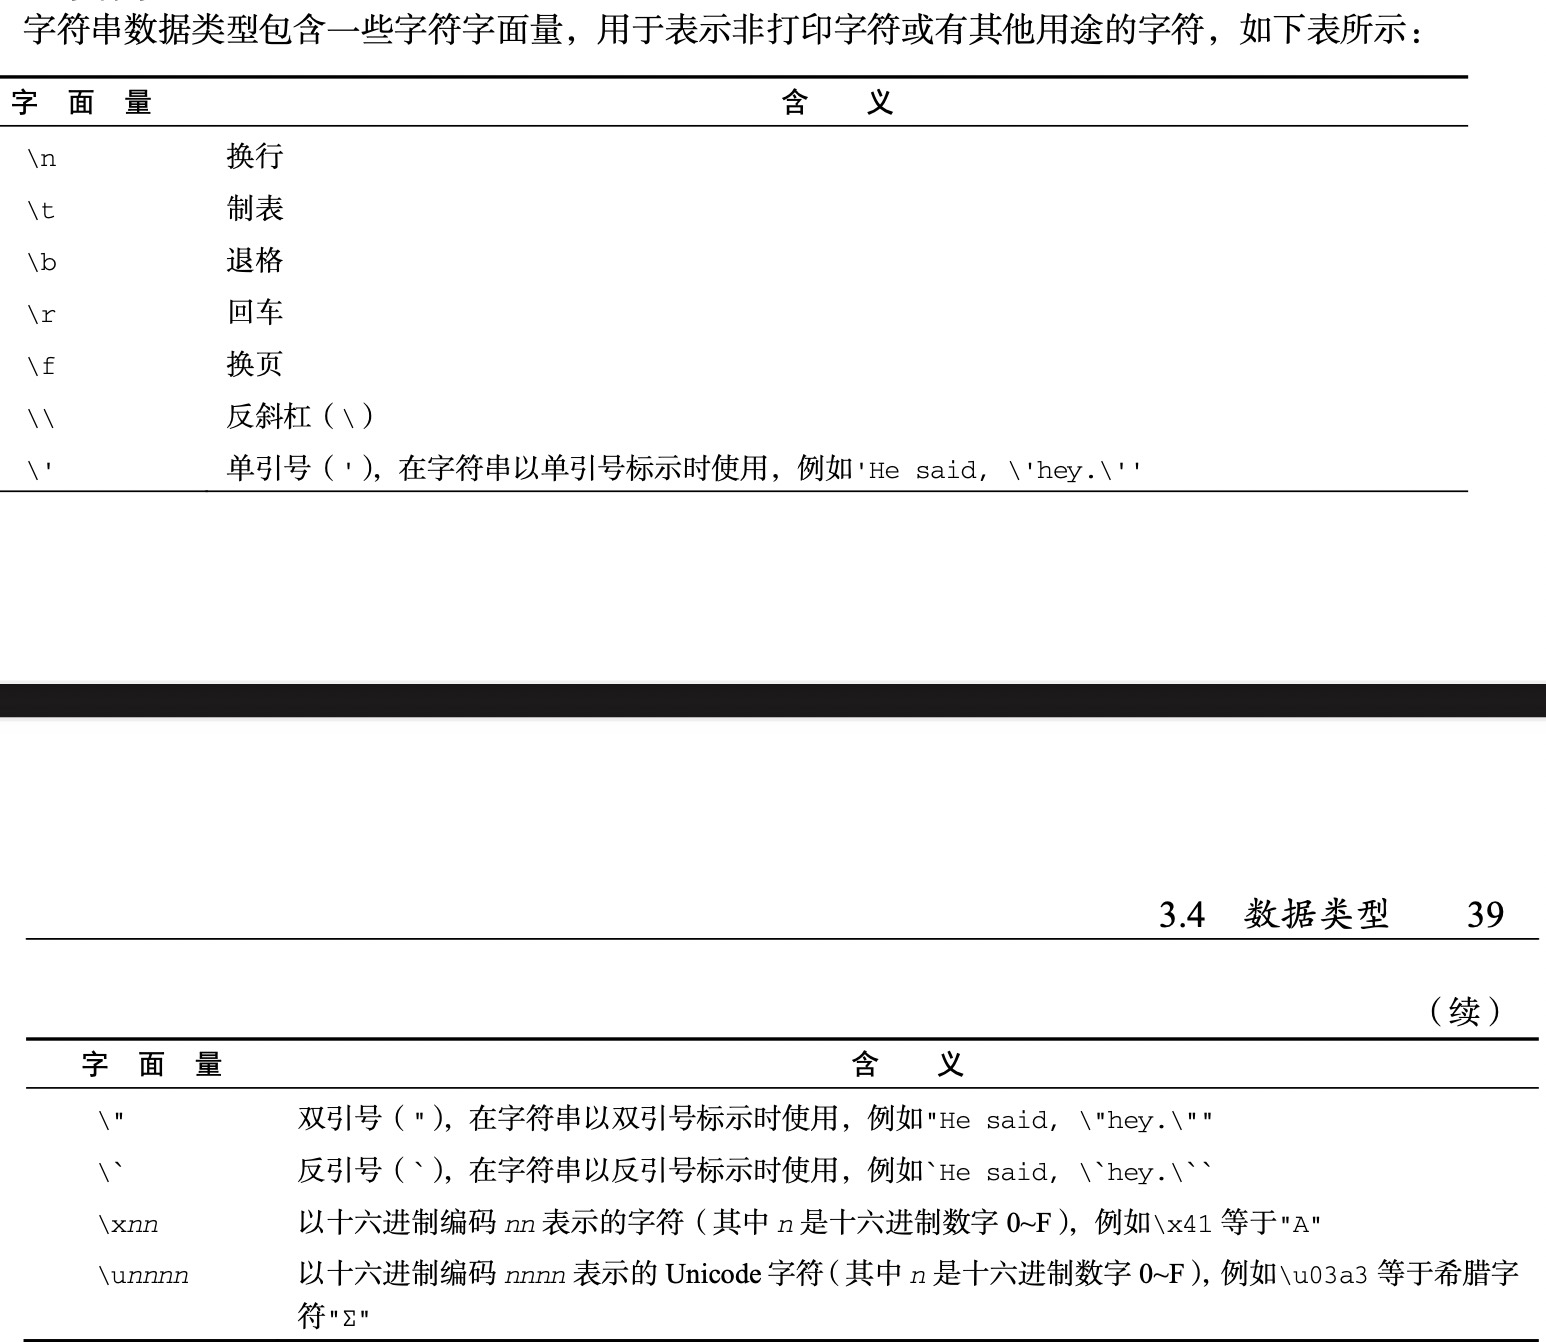 字符串数据类型包含一些字符字面量，用于表示非打印字符或有其他用途的字符，如下表所示：
字 面 量 含 义
\n 换行
\t 制表
\b 退格
\r 回车
\f 换页
\\ 反斜杠（\）
\' 单引号（'），在字符串以单引号标示时使用，例如'He said, \'hey.\''
3.4 数据类型 39
（续）
字 面 量 含 义
\" 双引号（"），在字符串以双引号标示时使用，例如"He said, \"hey.\""
\` 反引号（`），在字符串以反引号标示时使用，例如`He said, \`hey.\``
\xnn 以十六进制编码 nn 表示的字符（其中 n 是十六进制数字 0~F），例如\x41 等于"A"
\unnnn 以十六进制编码 nnnn 表示的 Unicode 字符（其中 n 是十六进制数字 0~F），例如\u03a3 等于希腊字
符"Σ"